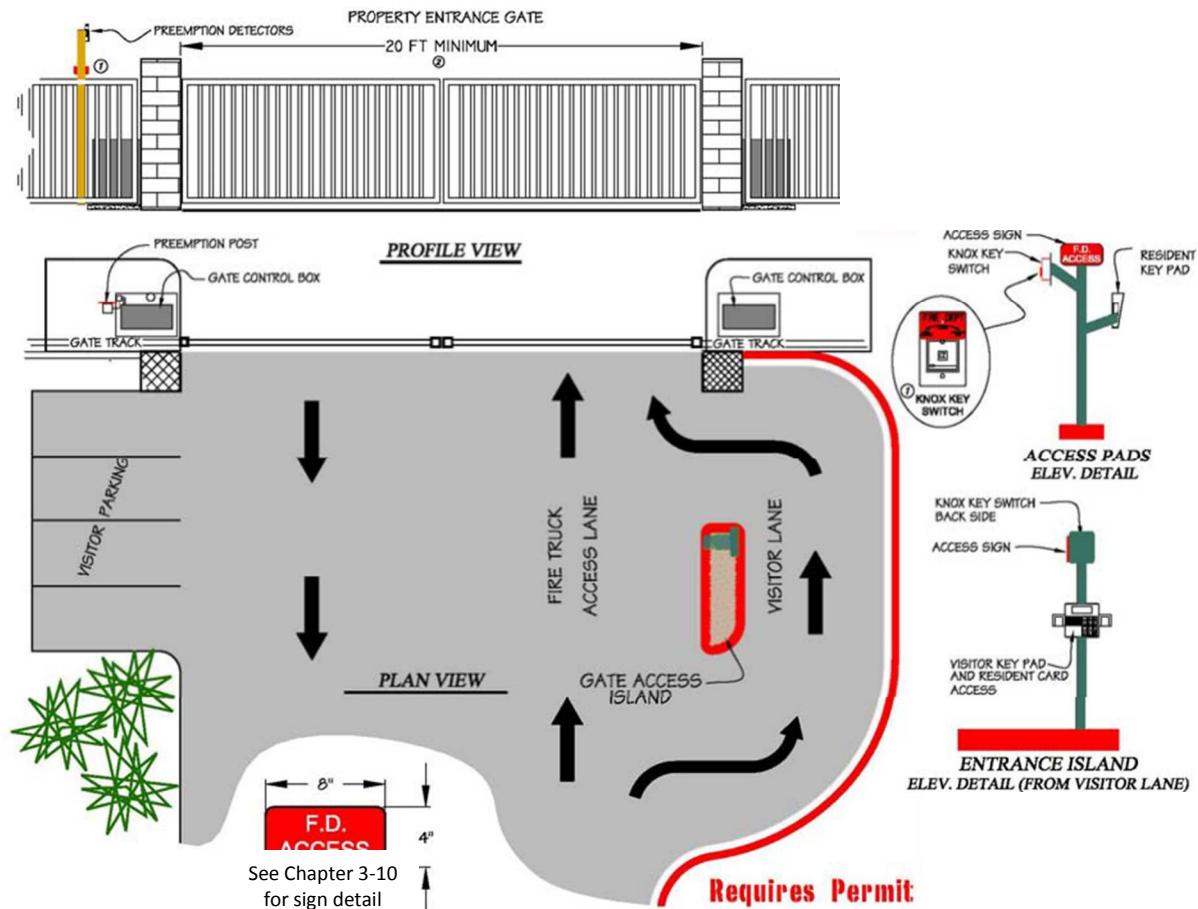 PROPERTY ENTRANCE GATE
PREEMPTION DETECTORS
20 FT MINIMUM
①
②
PREEMPTION POST
PROFILE VIEW
GATE CONTROL BOX
GATE CONTROL BOX
GATE TRACK
GATE TRACK
ACCESS SIGN
F.D.
ACCESS
KNOX KEY
SWITCH
RESIDENT
KEY PAD
FIRE DEPT
①
KNOX KEY
SWITCH
ACCESS PADS
ELEV. DETAIL
VISITOR PARKING
FIRE TRUCK
ACCESS LANE
VISITOR LANE
PLAN VIEW
GATE ACCESS
ISLAND
KNOX KEY SWITCH
BACK SIDE
ACCESS SIGN
VISITOR KEY PAD
AND RESIDENT CARD
ACCESS
ENTRANCE ISLAND
ELEV. DETAIL (FROM VISITOR LANE)
8"
4"
F.D.
ACCESS
See Chapter 3-10
for sign detail
Requires Permit